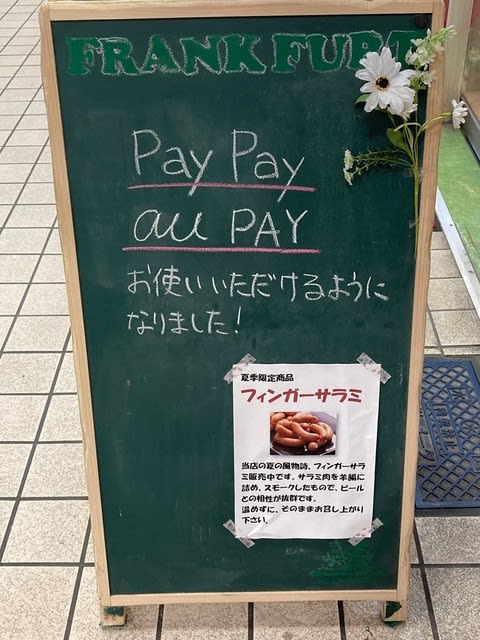 FRANKFURT
PayPay
au PAY
お使いいただけるように
なりました!
夏季限定商品
フィンガーサラミ
当店の夏の風物詩、フィンガーサラ
ミ販売中です。サラミ肉を羊腸に
詰め、スモークしたもので、ビール
との相性が抜群です。
温めずに、そのままお召し上がり
下さい。